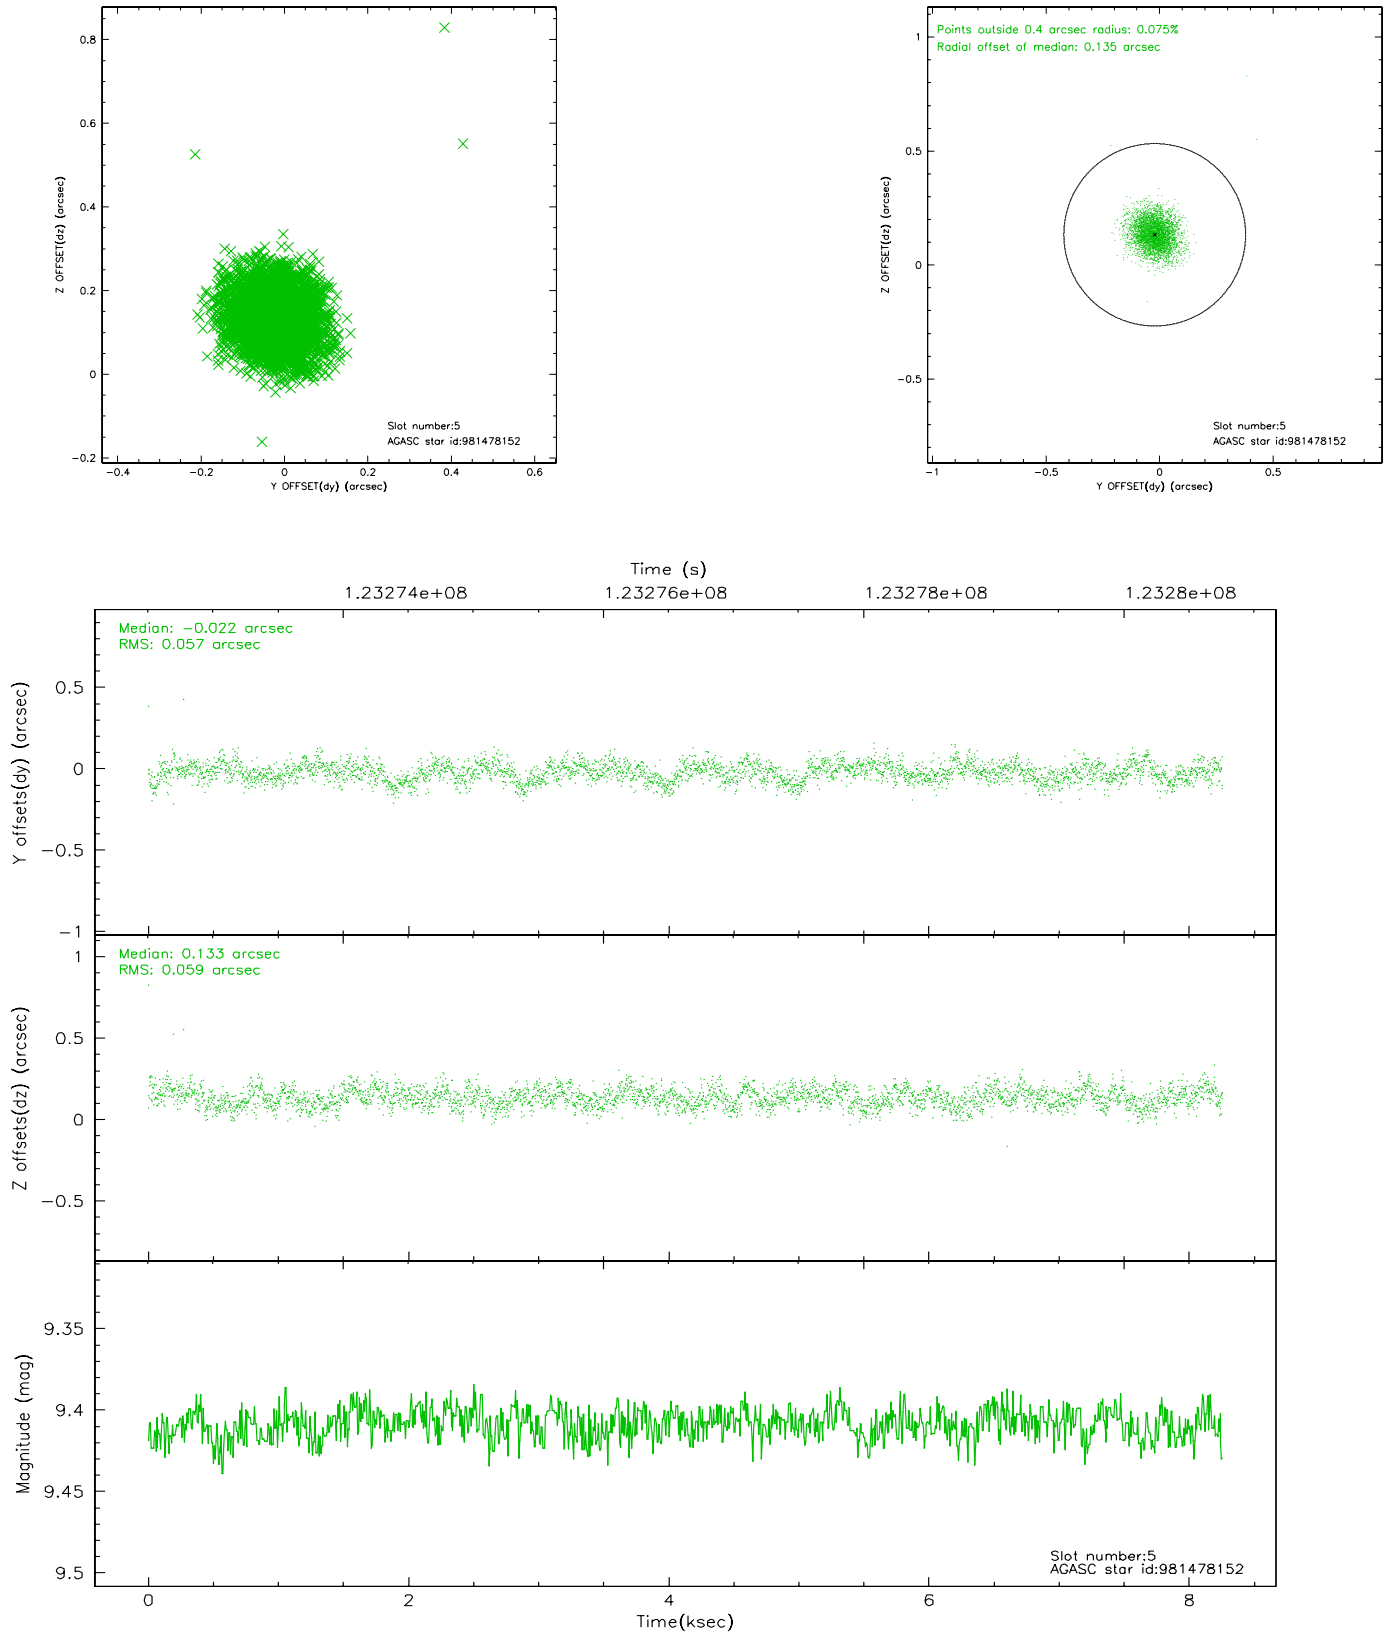 0.8
0.6
0.4
0.2
0
−0.2
Z OFFSET(dz) (arcsec)
Slot number:5
AGASC star id:981478152
−0.4 −0.2 0 0.2 0.4 0.6
Y OFFSET(dy) (arcsec)
Points outside 0.4 arcsec radius: 0.075%
Radial offset of median: 0.135 arcsec
1
0.5
0
−0.5
Z OFFSET(dz) (arcsec)
Slot number:5
AGASC star id:981478152
−1 −0.5 0 0.5
Y OFFSET(dy) (arcsec)
Time (s)
1.23274e+08 1.23276e+08 1.23278e+08 1.2328e+08
Median: −0.022 arcsec
RMS: 0.057 arcsec
0.5
0
−0.5
−1
Y offsets(dy) (arcsec)
Median: 0.133 arcsec
RMS: 0.059 arcsec
1
0.5
0
−0.5
Z offsets(dz) (arcsec)
9.35
9.4
9.45
9.5
Magnitude (mag)
Slot number:5
AGASC star id:981478152
0 2 4 6 8
Time(ksec)